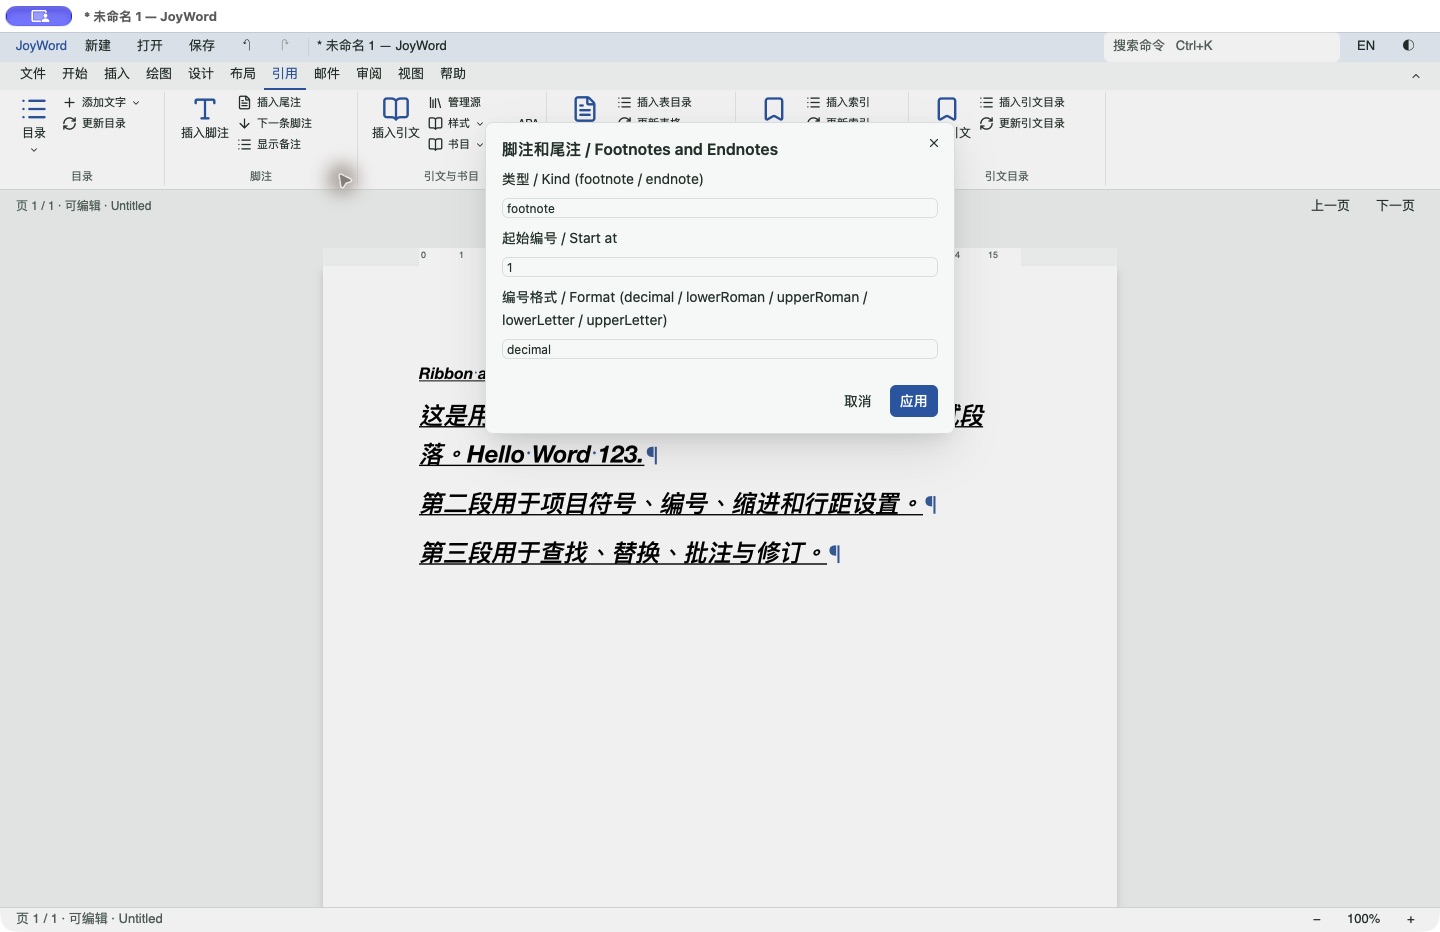 * 未命名 1 — JoyWord
JoyWord 新建 打开 保存 * 未命名 1 — JoyWord 搜索命令 Ctrl+K EN
文件 开始 插入 绘图 设计 布局 引用 邮件 审阅 视图 帮助
目录
添加文字
更新目录
目录
插入脚注
插入尾注
下一条脚注
显示备注
脚注
插入引文
管理源
样式
书目
引文与书目
插入表目录
插入索引
插入引文目录
更新引文目录
引文目录
页 1 / 1 · 可编辑 · Untitled 上一页 下一页
脚注和尾注 / Footnotes and Endnotes
类型 / Kind (footnote / endnote)
footnote
起始编号 / Start at
1
编号格式 / Format (decimal / lowerRoman / upperRoman /
lowerLetter / upperLetter)
decimal
取消 应用
0 1 15
Ribbon
这是用 段
落。Hello Word 123.¶
第二段用于项目符号、编号、缩进和行距设置。¶
第三段用于查找、替换、批注与修订。¶
页 1 / 1 · 可编辑 · Untitled − 100% +